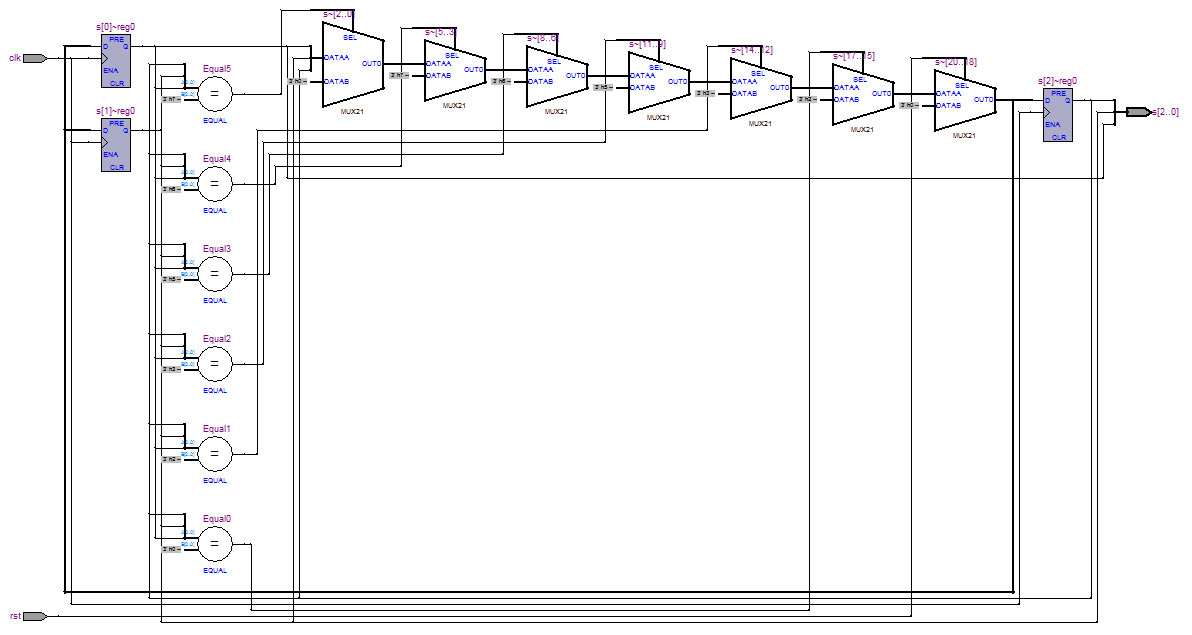 s~[2..0]
s~[5..3]
s~[8..6]
s~[11..9]
s~[14..12]
s~[17..15]
s~[20..18]
s[0]~reg0
PRE
D Q
ENA
CLR
clk
s[1]~reg0
PRE
D Q
ENA
CLR
SEL
DATAA
DATAB
OUT0
MUX21
SEL
DATAA
DATAB
OUT0
MUX21
SEL
DATAA
DATAB
OUT0
MUX21
SEL
DATAA
DATAB
OUT0
MUX21
SEL
DATAA
DATAB
OUT0
MUX21
SEL
DATAA
DATAB
OUT0
MUX21
SEL
DATAA
DATAB
OUT0
MUX21
s[2]~reg0
PRE
D Q
ENA
CLR
s[2..0]
Equal5
=
EQUAL
Equal4
=
EQUAL
Equal3
=
EQUAL
Equal2
=
EQUAL
Equal1
=
EQUAL
Equal0
=
EQUAL
rst